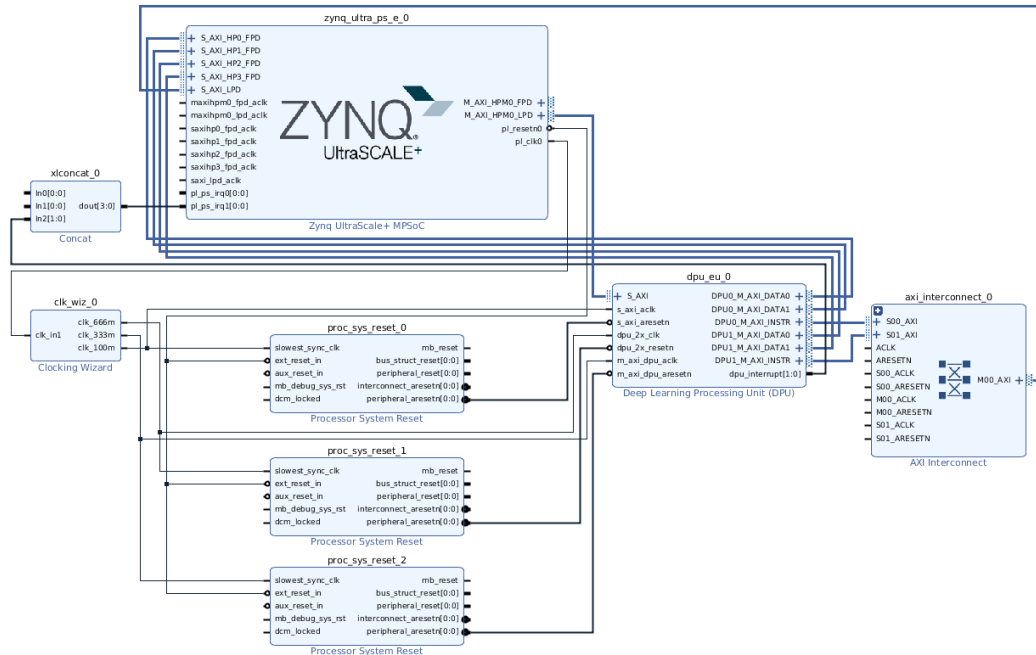 zynq_ultra_ps_e_0
S_AXI_HP0_FPD
S_AXI_HP1_FPD
S_AXI_HP2_FPD
S_AXI_HP3_FPD
S_AXI_LPD
maxihpm0_fpd_aclk
maxihpm0_lpd_aclk
saxihp0_fpd_aclk
saxihp1_fpd_aclk
saxihp2_fpd_aclk
saxihp3_fpd_aclk
saxi_lpd_aclk
pl_ps_irq0[0:0]
pl_ps_irq1[0:0]
ZYNQ
UltraSCALE+
M_AXI_HPM0_FPD
M_AXI_HPM0_LPD
pl_resetn0
pl_clk0
Zynq UltraScale+ MPSoC
xlconcat_0
In0[0:0]
In1[0:0]
In2[1:0]
dout[3:0]
Concat
clk_wiz_0
clk_in1
clk_666m
clk_333m
clk_100m
Clocking Wizard
proc_sys_reset_0
slowest_sync_clk
ext_reset_in
aux_reset_in
mb_debug_sys_rst
dcm_locked
mb_reset
bus_struct_reset[0:0]
peripheral_reset[0:0]
interconnect_aresetn[0:0]
peripheral_aresetn[0:0]
Processor System Reset
proc_sys_reset_1
slowest_sync_clk
ext_reset_in
aux_reset_in
mb_debug_sys_rst
dcm_locked
mb_reset
bus_struct_reset[0:0]
peripheral_reset[0:0]
interconnect_aresetn[0:0]
peripheral_aresetn[0:0]
Processor System Reset
proc_sys_reset_2
slowest_sync_clk
ext_reset_in
aux_reset_in
mb_debug_sys_rst
dcm_locked
mb_reset
bus_struct_reset[0:0]
peripheral_reset[0:0]
interconnect_aresetn[0:0]
peripheral_aresetn[0:0]
Processor System Reset
dpu_eu_0
S_AXI
s_axi_aclk
s_axi_aresetn
dpu_2x_clk
dpu_2x_resetn
m_axi_dpu_aclk
m_axi_dpu_aresetn
DPU0_M_AXI_DATA0
DPU0_M_AXI_DATA1
DPU0_M_AXI_INSTR
DPU1_M_AXI_DATA0
DPU1_M_AXI_DATA1
DPU1_M_AXI_INSTR
dpu_interrupt[1:0]
Deep Learning Processing Unit (DPU)
axi_interconnect_0
S00_AXI
S01_AXI
ACLK
ARESETN
S00_ACLK
S00_ARESETN
M00_ACLK
M00_ARESETN
S01_ACLK
S01_ARESETN
M00_AXI
AXI Interconnect